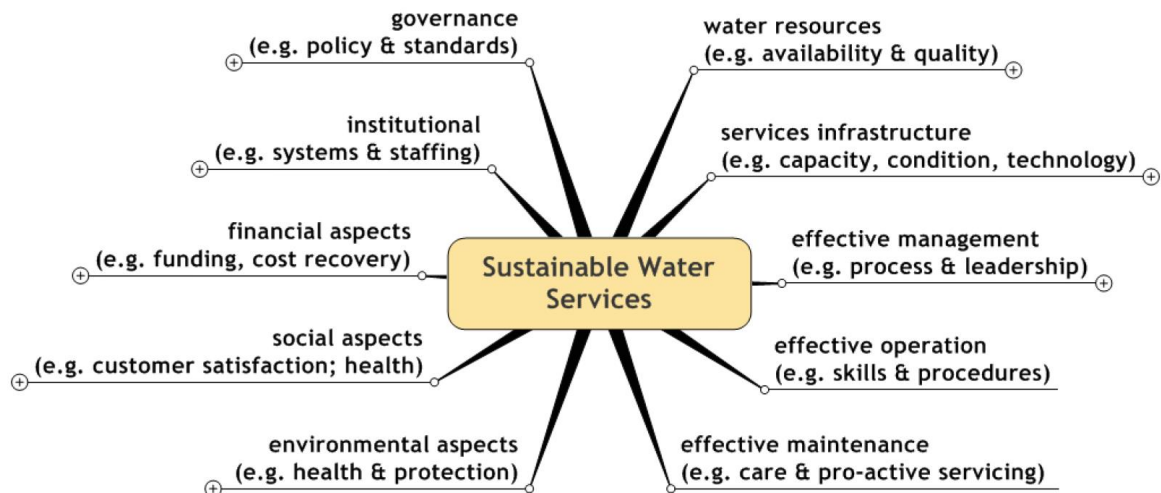 governance
(e.g. policy & standards)
institutional
(e.g. systems & staffing)
financial aspects
(e.g. funding, cost recovery)
social aspects
(e.g. customer satisfaction; health)
environmental aspects
(e.g. health & protection)
Sustainable Water
Services
water resources
(e.g. availability & quality)
services infrastructure
(e.g. capacity, condition, technology)
effective management
(e.g. process & leadership)
effective operation
(e.g. skills & procedures)
effective maintenance
(e.g. care & pro-active servicing)